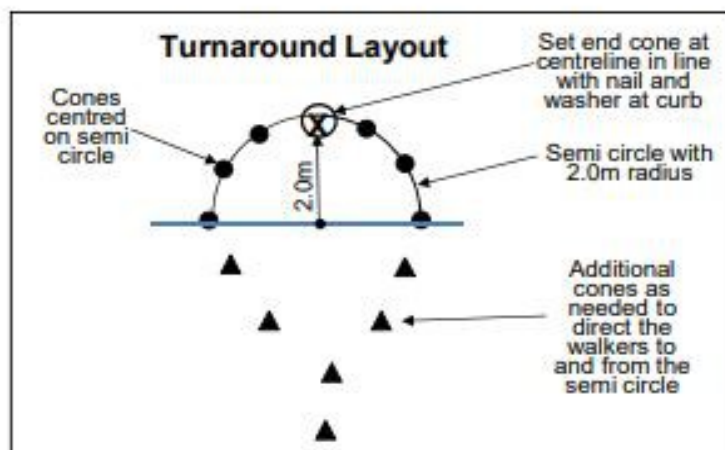 Turnaround Layout
Set end cone at
centreline in line
with nail and
washer at curb
Cones
centred on
semi
circle
X
2.0m
Semi circle with
2.0m radius
Additional
cones as
needed to
direct the
walkers to
and from the
semi circle